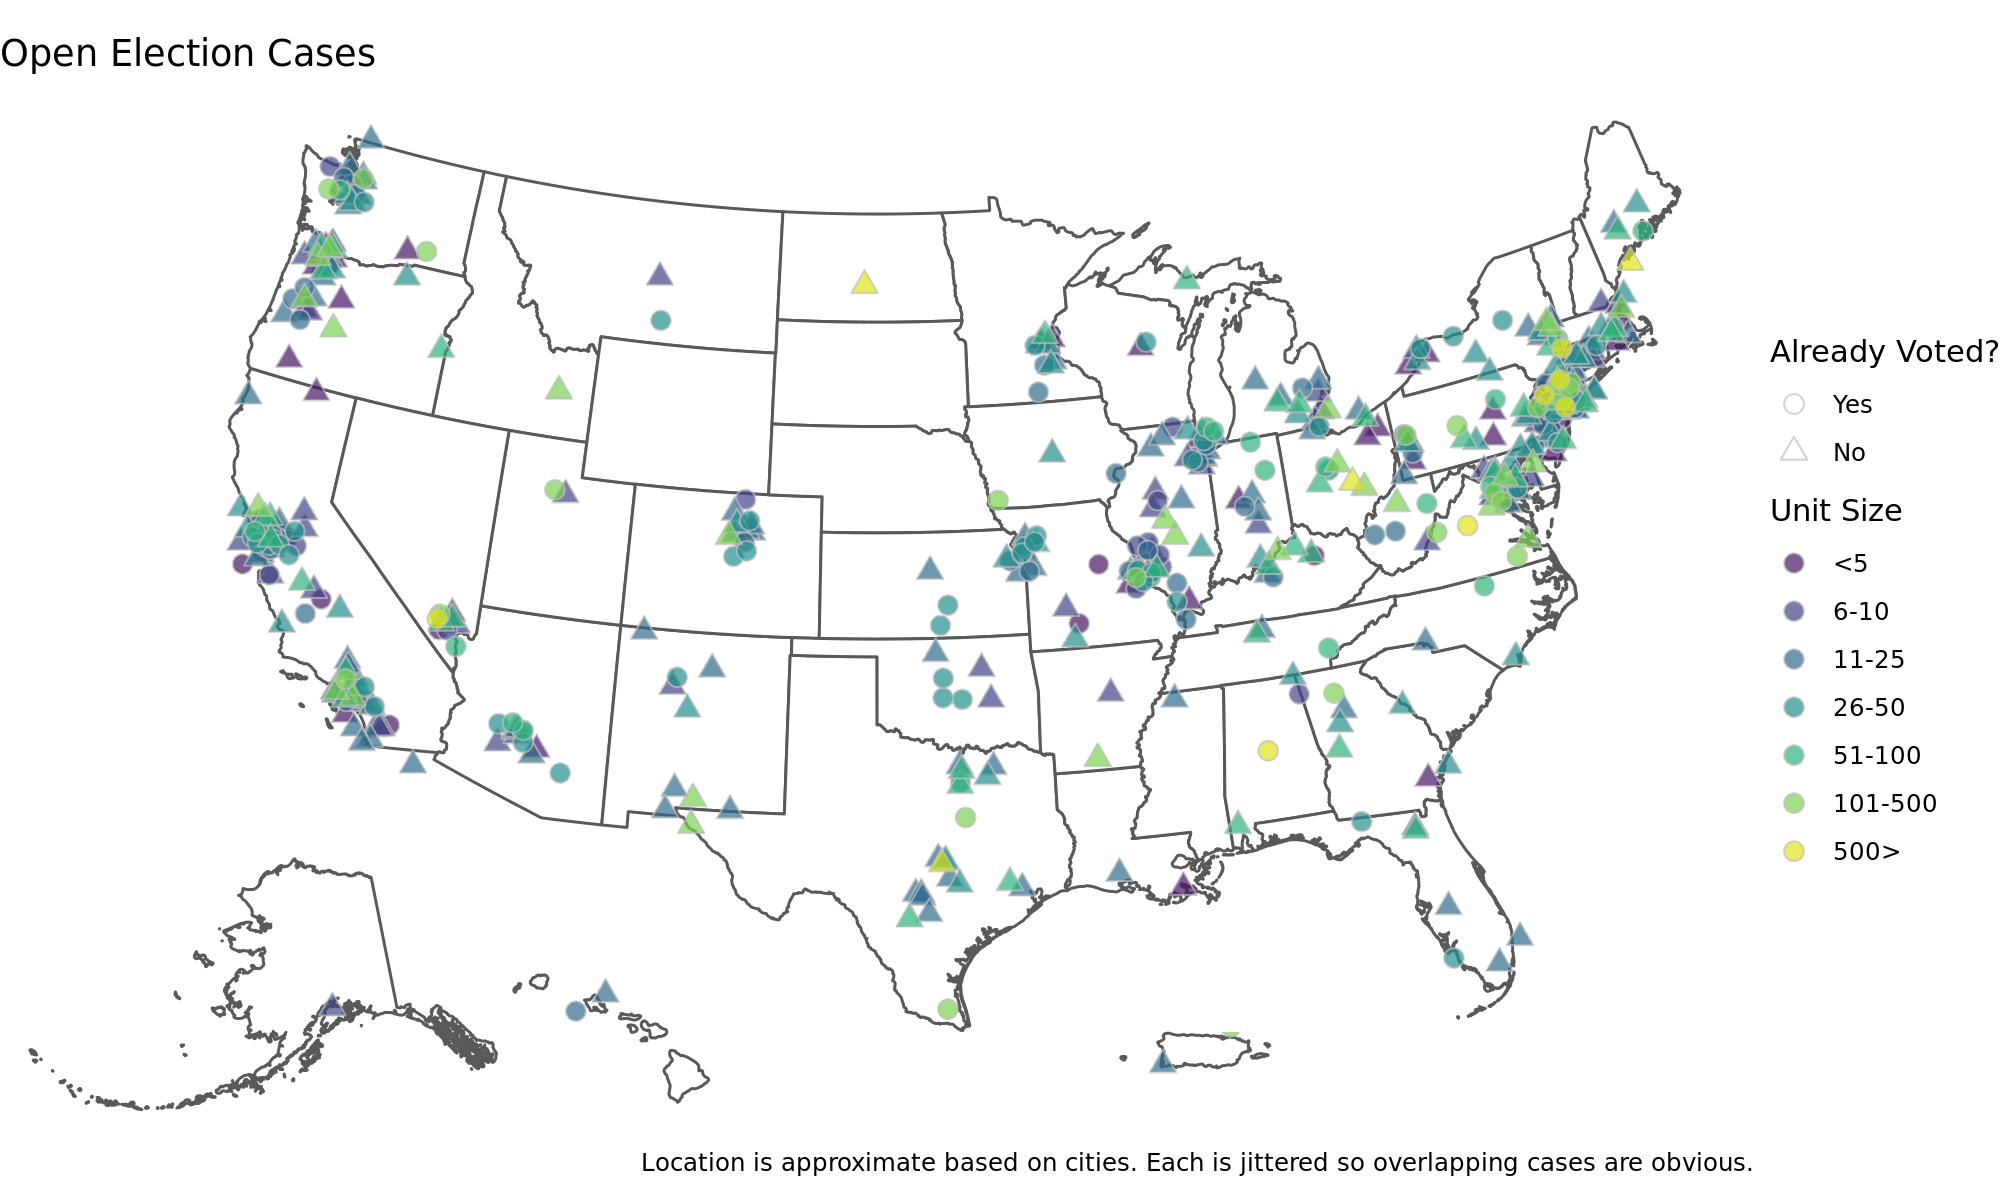 Open Election Cases
Already Voted?
Yes
No
Unit Size
<5
6-10
11-25
26-50
51-100
101-500
500>
Location is approximate based on cities. Each is jittered so overlapping cases are obvious.